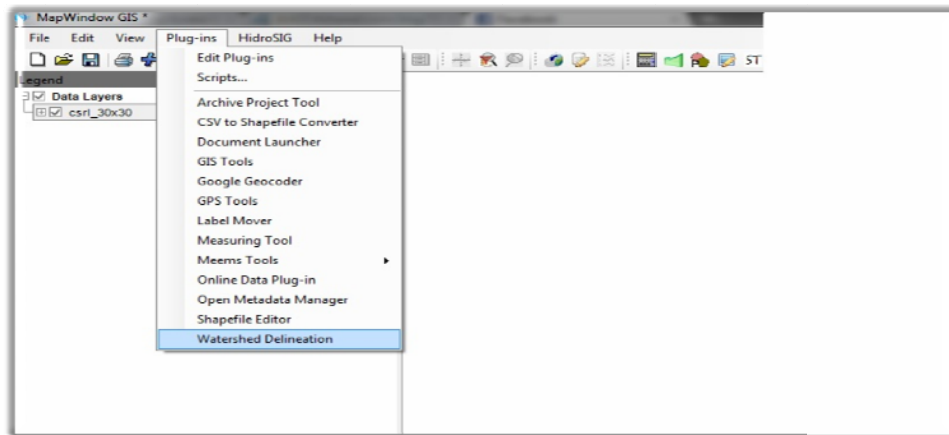 MapWindow GIS *
File Edit View Plug-ins HidroSIG Help
ST
Legend
Data Layers
csrl_30x30
Edit Plug-ins
Scripts...
Archive Project Tool
CSV to Shapefile Converter
Document Launcher
GIS Tools
Google Geocoder
GPS Tools
Label Mover
Measuring Tool
Meems Tools
Online Data Plug-in
Open Metadata Manager
Shapefile Editor
Watershed Delineation